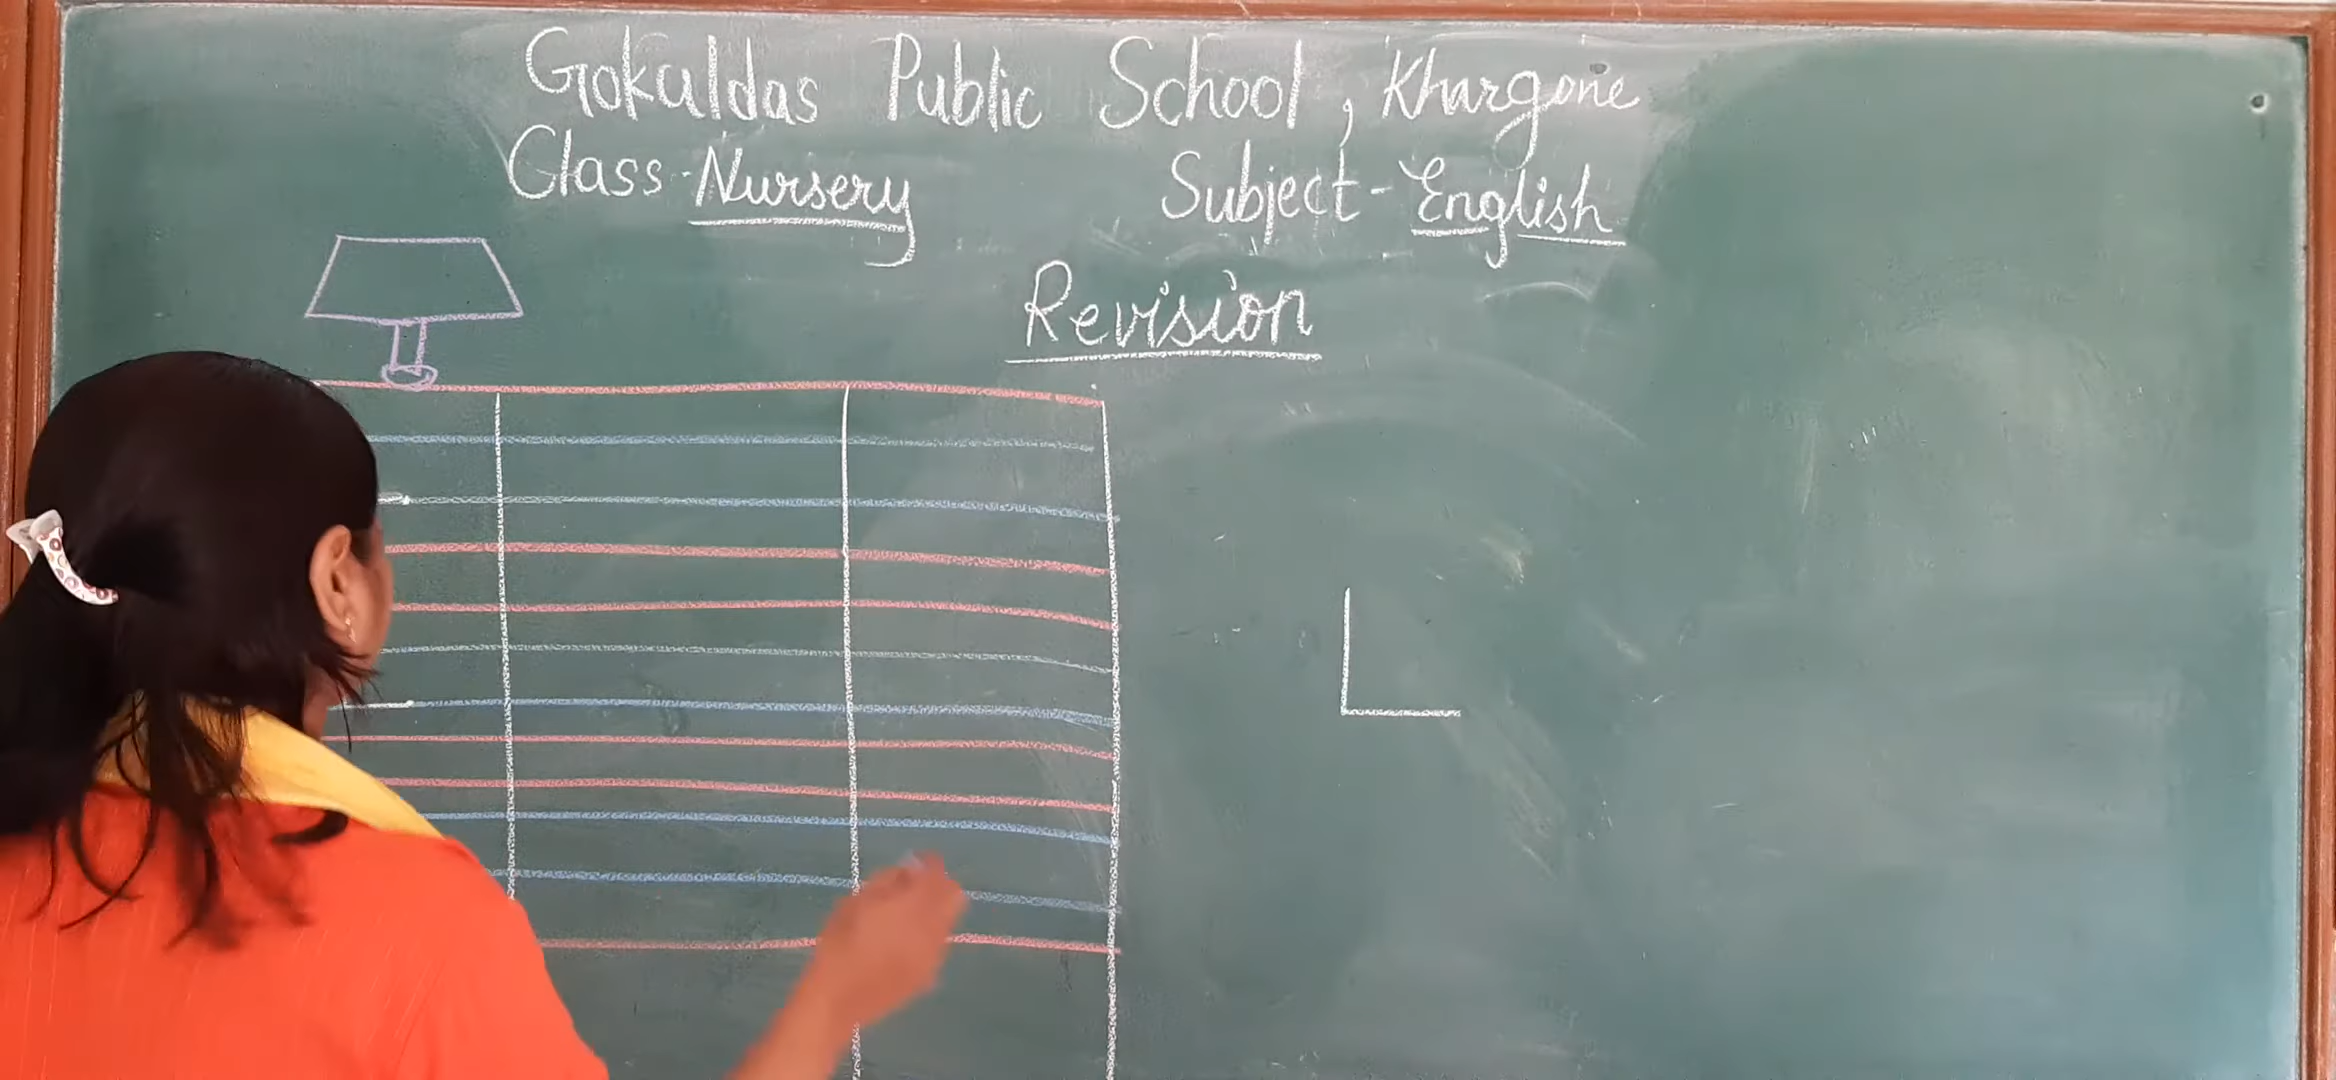 Gokuldas Public School, Khargone
Class-Nursery Subject-English
Revision
L